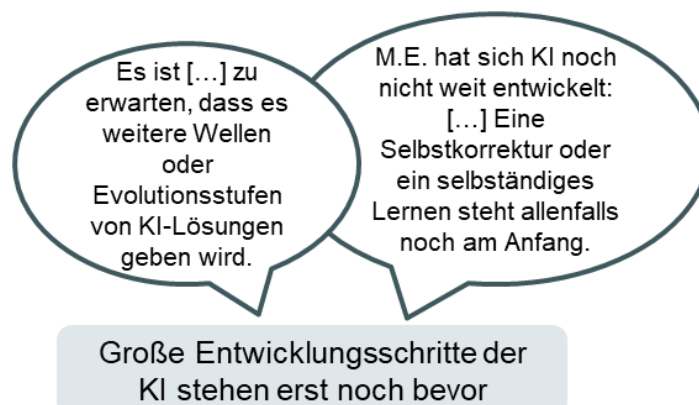 Es ist […] zu
erwarten, dass es
weitere Wellen
oder
Evolutionsstufen
von KI-Lösungen
geben wird.
M.E. hat sich KI noch
nicht weit entwickelt:
[…] Eine
Selbstkorrektur oder
ein selbständiges
Lernen steht allenfalls
noch am Anfang.
Große Entwicklungsschritte der
KI stehen erst noch bevor